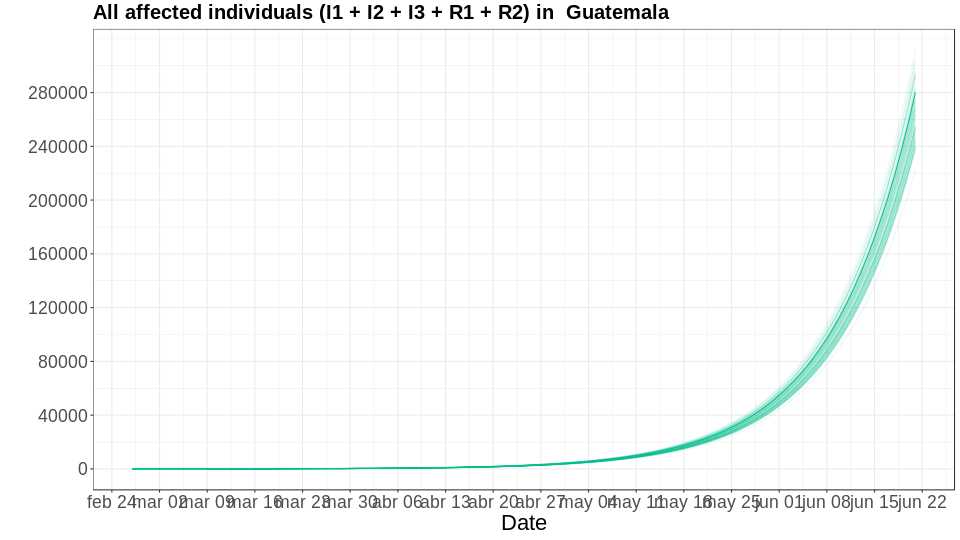 All affected individuals (I1 + I2 + I3 + R1 + R2) in  Guatemala
280000
240000
200000
160000
120000
80000
40000
0
feb 24 mar 02 mar 09 mar 16 mar 23 mar 30 abr 06 abr 13 abr 20 abr 27 may 04 may 11 may 18 may 25 jun 01 jun 08 jun 15 jun 22
Date